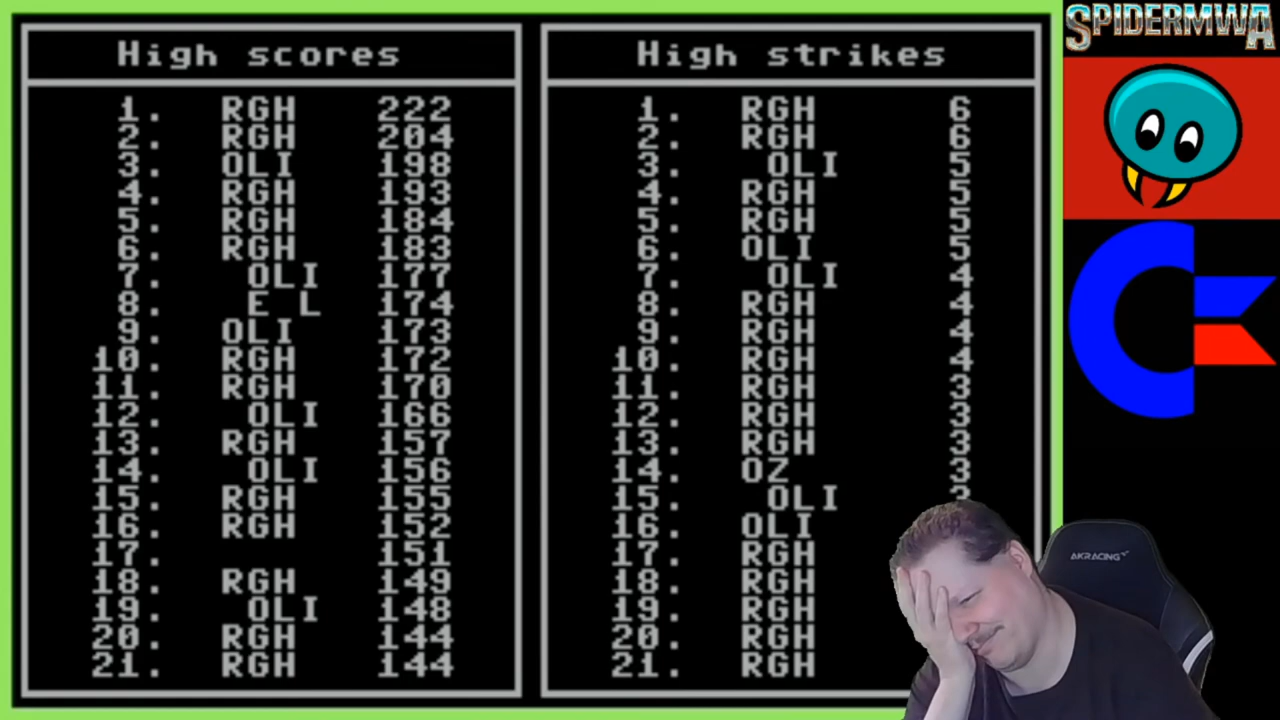 SPIDERMWA
High scores
1. RGH 222
2. RGH 204
3. OLI 198
4. RGH 193
5. RGH 184
6. RGH 183
7. OLI 177
8. E L 174
9. OLI 173
10. RGH 172
11. RGH 170
12. OLI 166
13. RGH 157
14. OLI 156
15. RGH 155
16. RGH 152
17. 151
18. RGH 149
19. OLI 148
20. RGH 144
21. RGH 144
High strikes
1. RGH 6
2. RGH 6
3. OLI 5
4. RGH 5
5. RGH 5
6. OLI 5
7. OLI 4
8. RGH 4
9. RGH 4
10. RGH 4
11. RGH 3
12. RGH 3
13. RGH 3
14. OZ 3
15. OLI 3
16. OLI
17. RGH
18. RGH
19. RGH
20. RGH
21. RGH
AKRACING